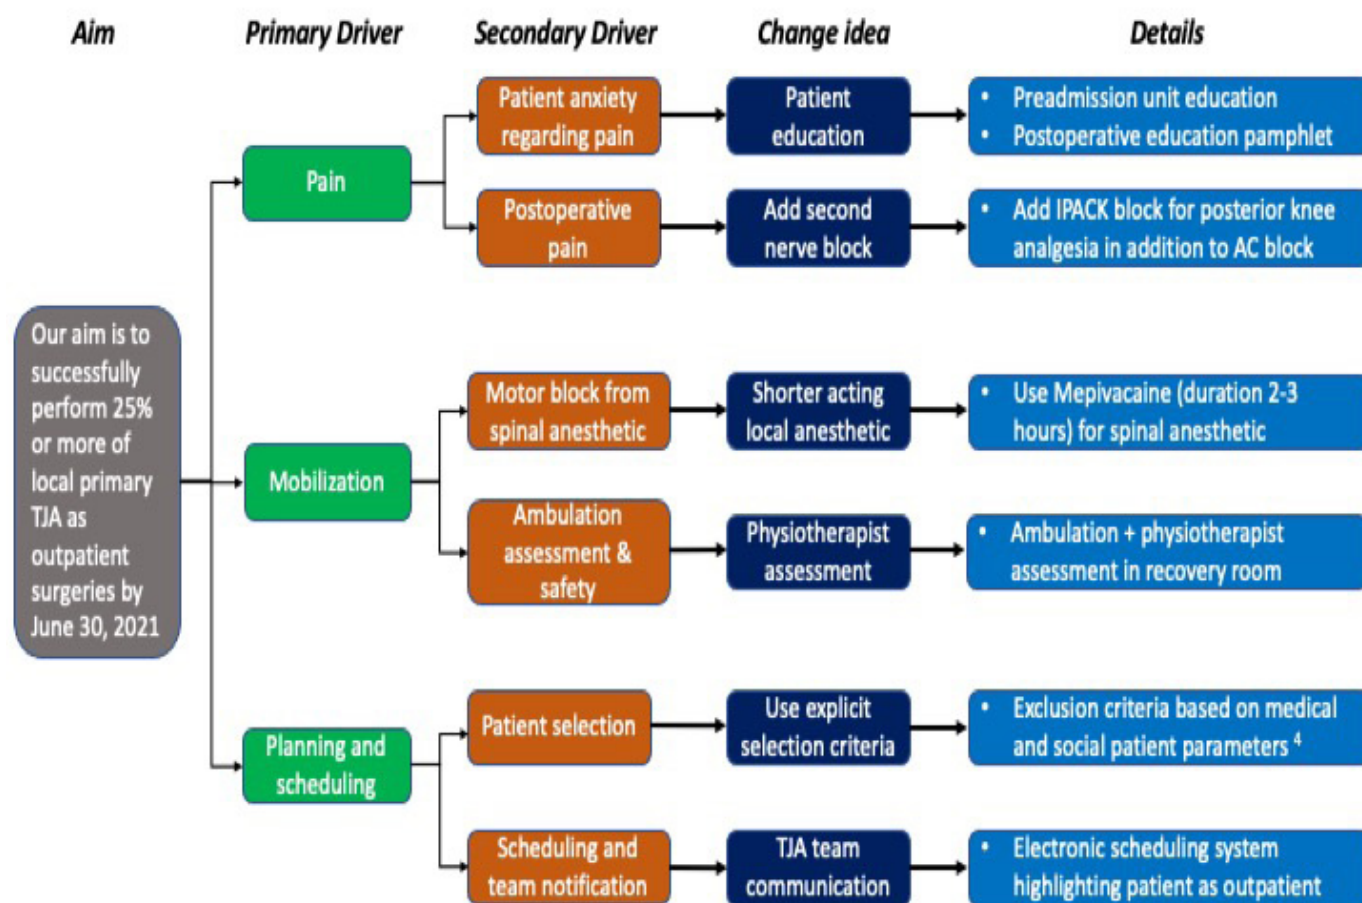 Aim
Primary Driver
Secondary Driver
Change idea
Details
Our aim is to
successfully
perform 25%
or more of
local primary
TJA as
outpatient
surgeries by
June 30, 2021
Pain
Patient anxiety
regarding pain
Patient
education
• Preadmission unit education
• Postoperative education pamphlet
Postoperative
pain
Add second
nerve block
• Add IPACK block for posterior knee
analgesia in addition to AC block
Mobilization
Motor block from
spinal anesthetic
Shorter acting
local anesthetic
• Use Mepivacaine (duration 2-3
hours) for spinal anesthetic
Ambulation
assessment &
safety
Physiotherapist
assessment
• Ambulation + physiotherapist
assessment in recovery room
Planning and
scheduling
Patient selection
Use explicit
selection criteria
• Exclusion criteria based on medical
and social patient parameters 4
Scheduling and
team notification
TJA team
communication
• Electronic scheduling system
highlighting patient as outpatient